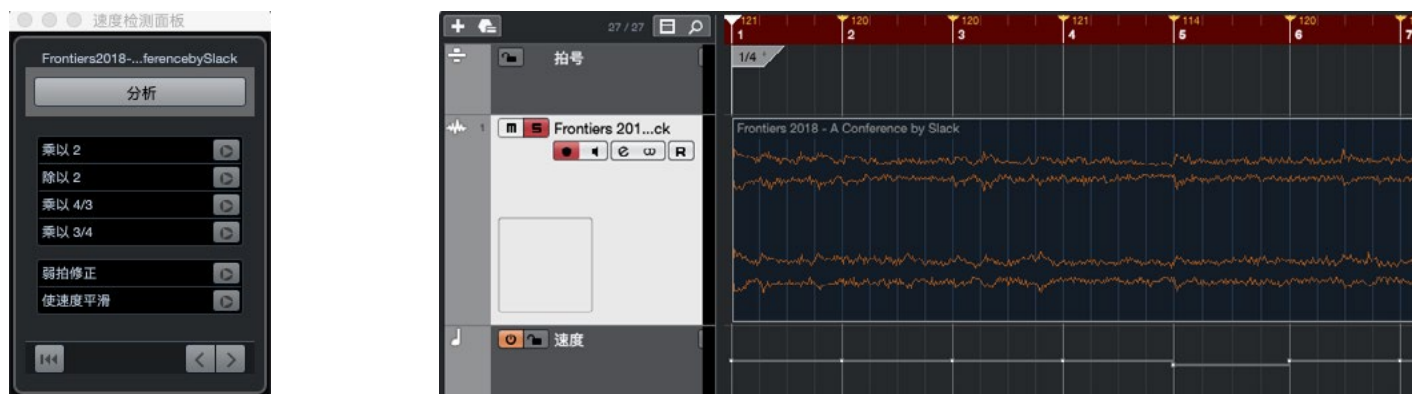 速度检测面板
Frontiers2018-...ferencebySlack
分析
乘以 2
除以 2
乘以 4/3
乘以 3/4
弱拍修正
使速度平滑
27 / 27
121 120 120 121 114 120
1 2 3 4 5 6 7
拍号
1/4
1 m S Frontiers 201...ck
e R
Frontiers 2018 - A Conference by Slack
速度